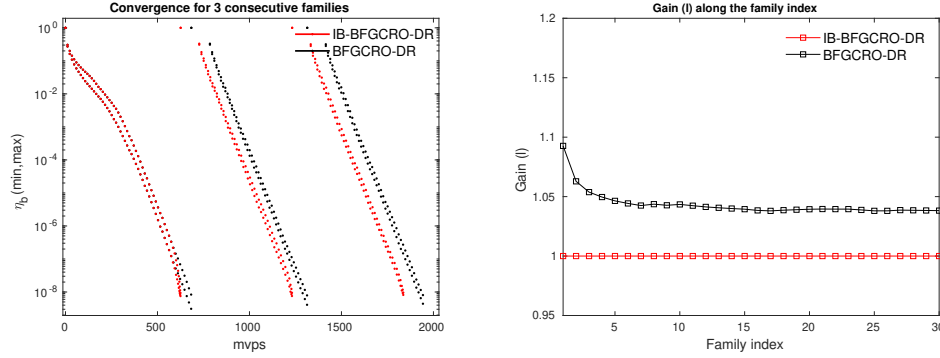 Convergence for 3 consecutive families
10^0
10^-2
10^-4
10^-6
10^-8
η_b (min,max)
IB-BFGCRO-DR
BFGCRO-DR
0
500
1000
1500
2000
mvps
Gain (l) along the family index
1.2
1.15
1.1
1.05
1
0.95
Gain (l)
IB-BFGCRO-DR
BFGCRO-DR
5
10
15
20
25
30
Family index